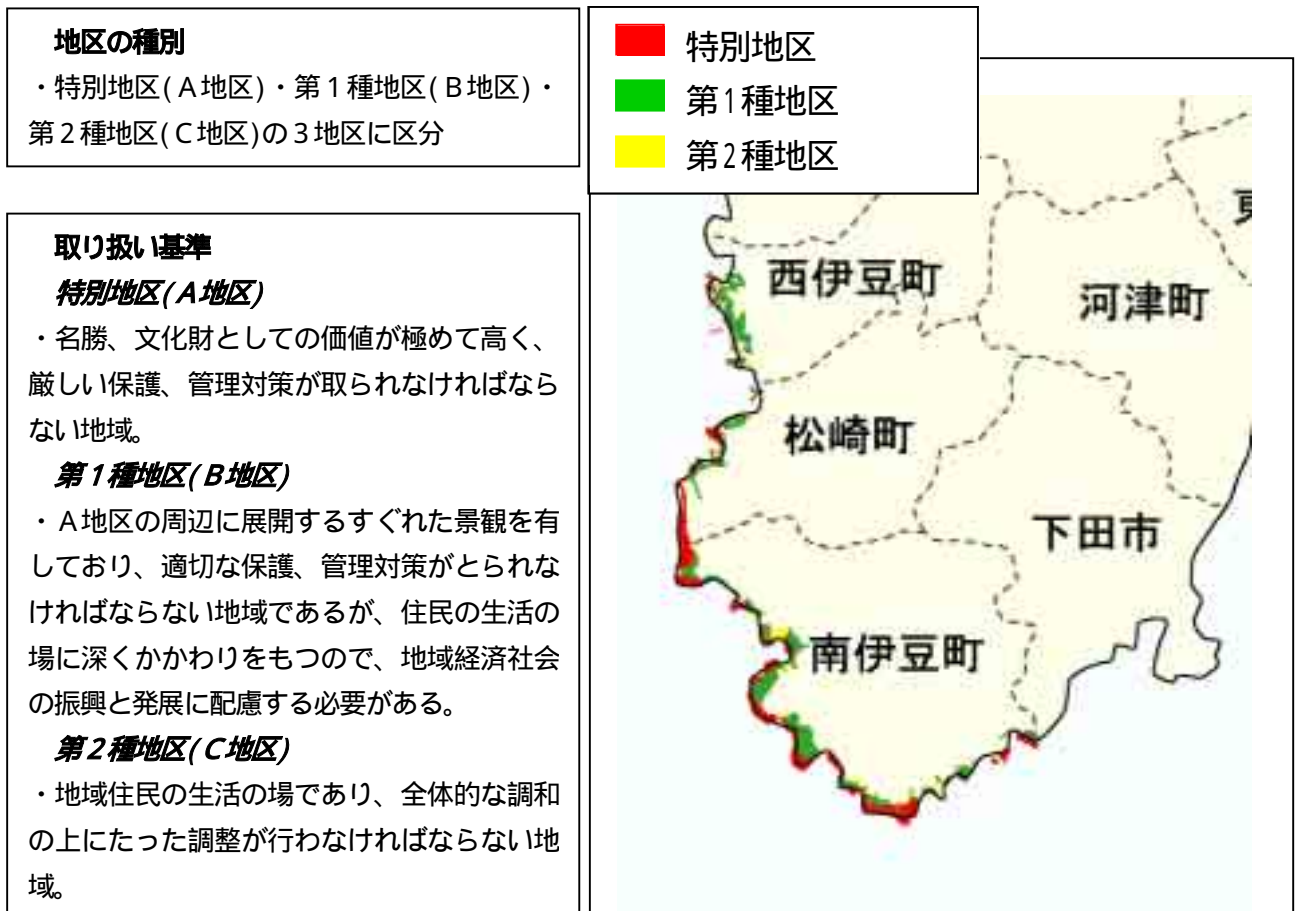 地区の種別
・特別地区(A地区)・第1種地区(B地区)・
第2種地区(C地区)の3地区に区分
取り扱い基準
特別地区(A地区)
・名勝、文化財としての価値が極めて高く、
厳しい保護、管理対策が取られなければなら
ない地域。
第1種地区(B地区)
・A地区の周辺に展開するすぐれた景観を有
しており、適切な保護、管理対策がとられな
ければならない地域であるが、住民の生活の
場に深くかかわりをもつので、地域経済社会
の振興と発展に配慮する必要がある。
第2種地区(C地区)
・地域住民の生活の場であり、全体的な調和
の上にたった調整が行わなければならない地
域。
特別地区
第1種地区
第2種地区
西伊豆町
河津町
松崎町
下田市
南伊豆町